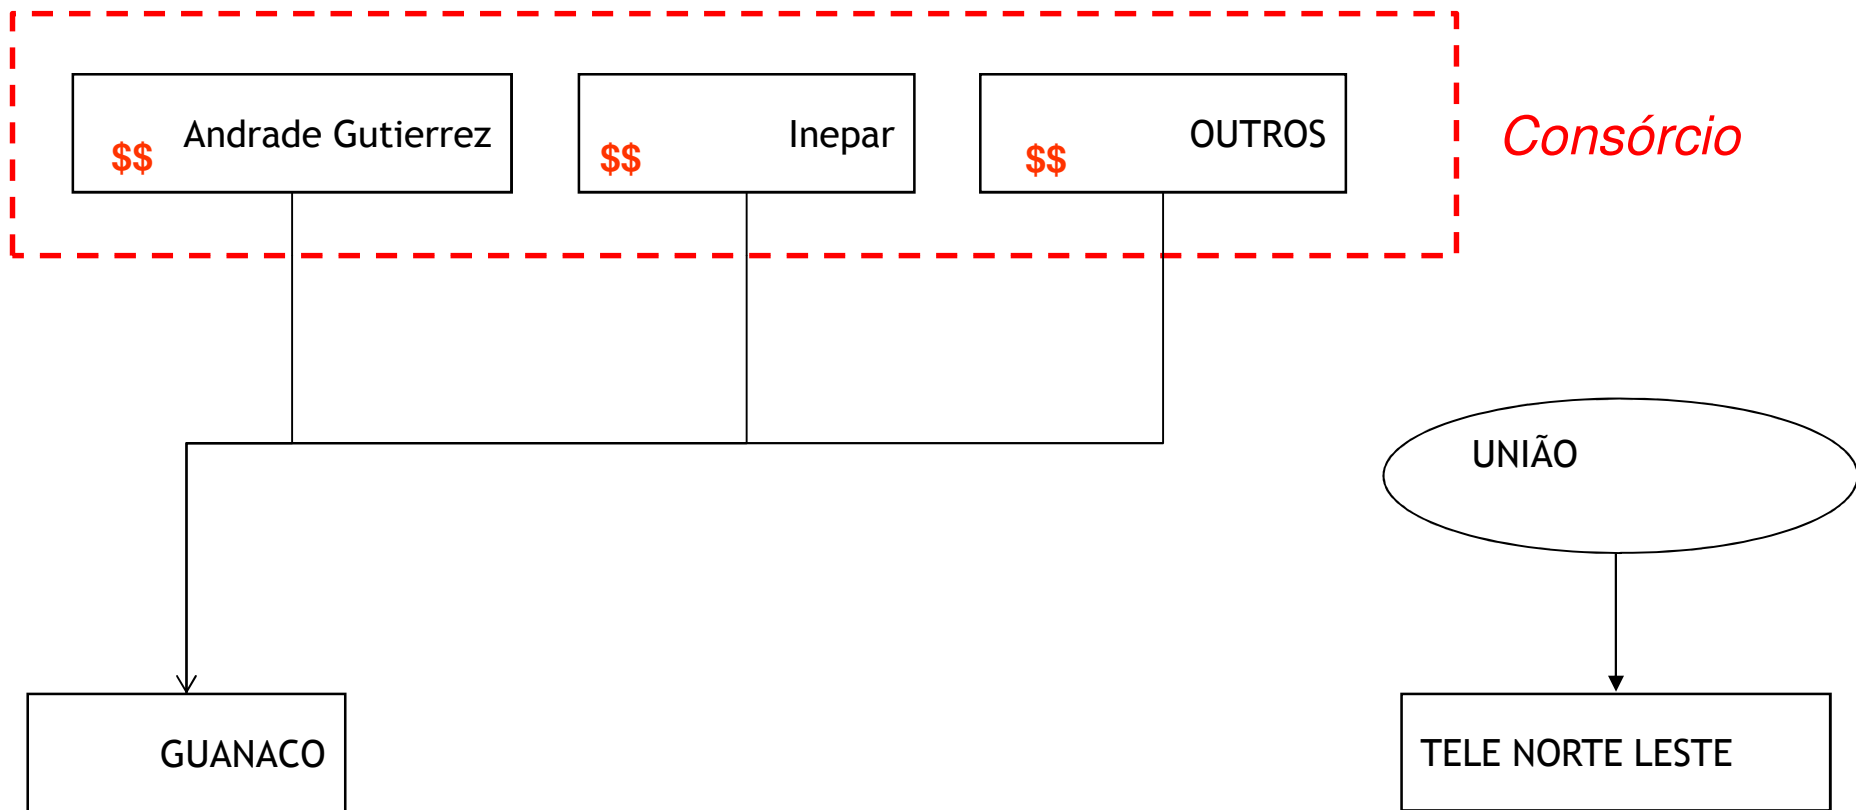 $$ Andrade Gutierrez
$$ Inepar
$$ OUTROS
Consórcio
UNIÃO
GUANACO
TELE NORTE LESTE